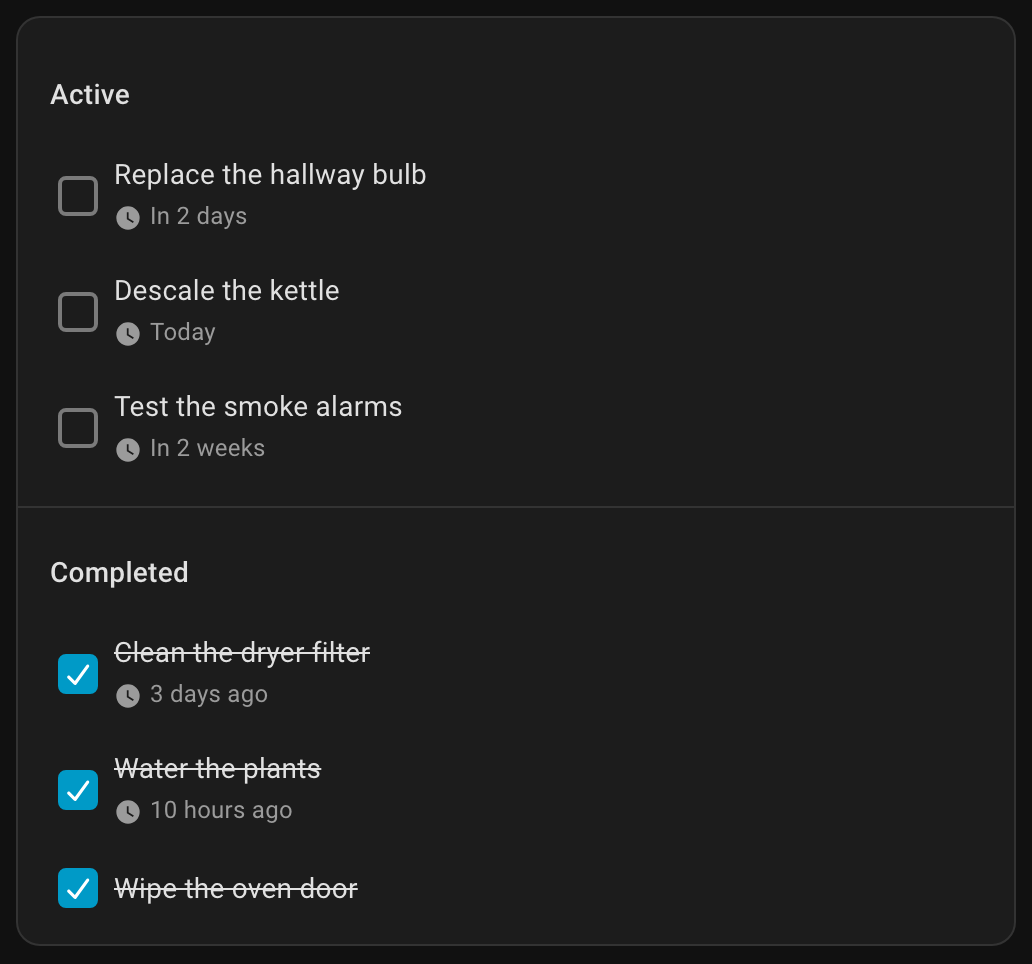 Active
Replace the hallway bulb
In 2 days
Descale the kettle
Today
Test the smoke alarms
In 2 weeks
Completed
Clean the dryer filter
3 days ago
Water the plants
10 hours ago
Wipe the oven door